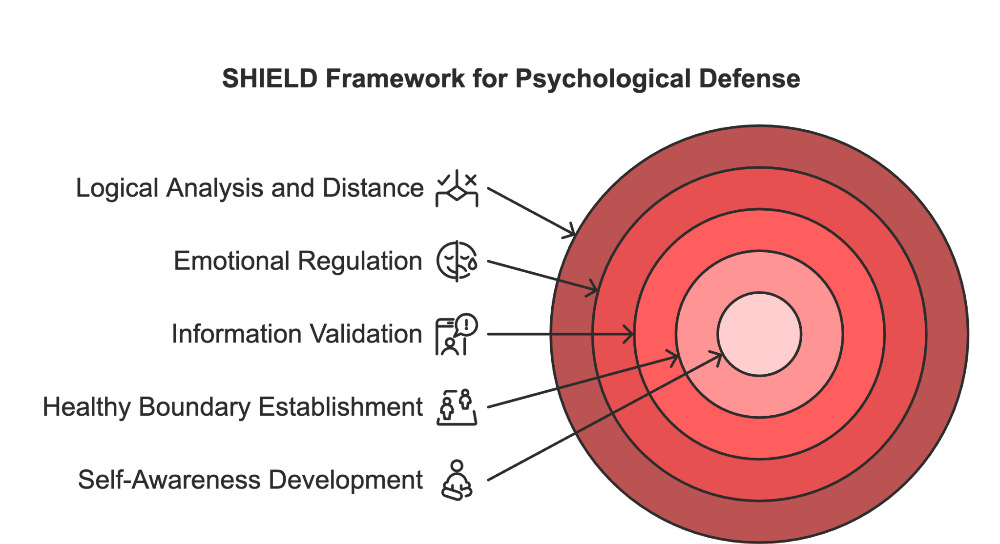 SHIELD Framework for Psychological Defense
Logical Analysis and Distance
Emotional Regulation
Information Validation
Healthy Boundary Establishment
Self-Awareness Development